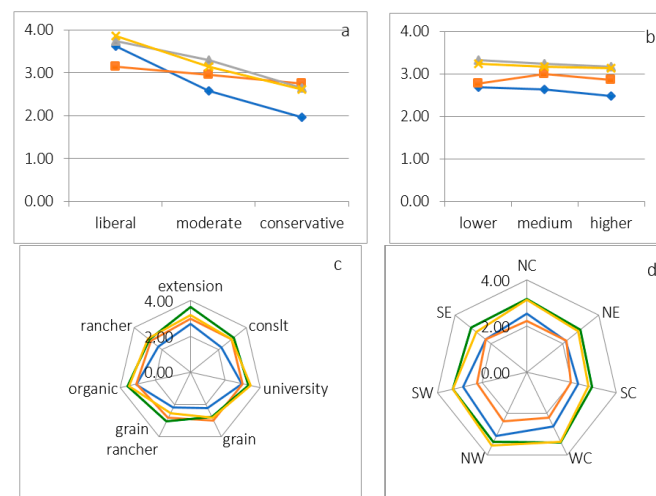 a
4.00
3.00
2.00
1.00
0.00
liberal moderate conservative
b
4.00
3.00
2.00
1.00
0.00
lower medium higher
c
extension
4.00
rancher
conslt
2.00
0.00
organic
university
grain
rancher
grain
d
NC
4.00
SE
NE
2.00
0.00
SW
SC
NW
WC